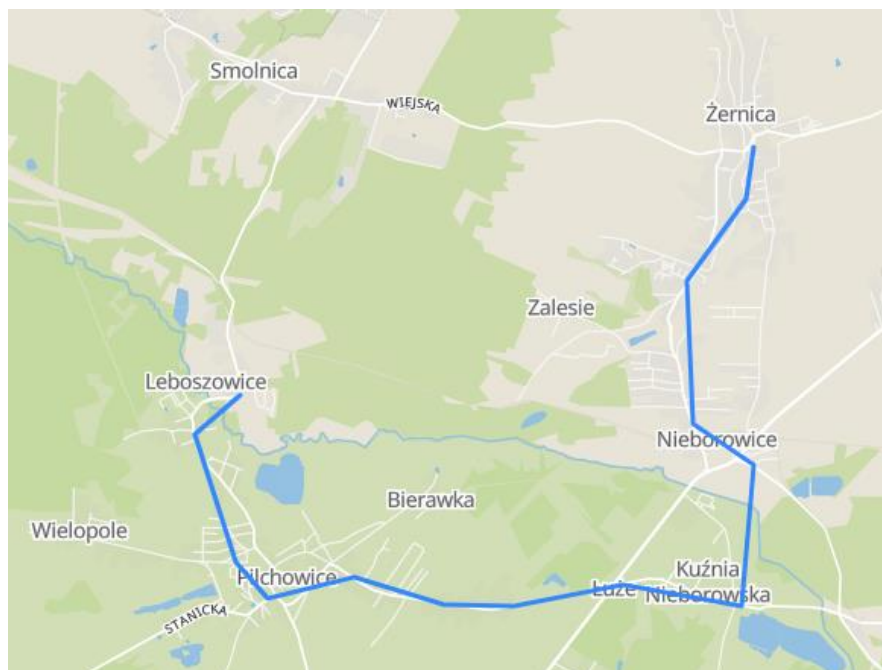 Smolnica
WIEJSKA
Żernica
Zalesie
Leboszowice
Nieborowice
Bierawka
Wielopole
Pilchowice
Kuźnia
Nieborowska
Łuże
STANICKA